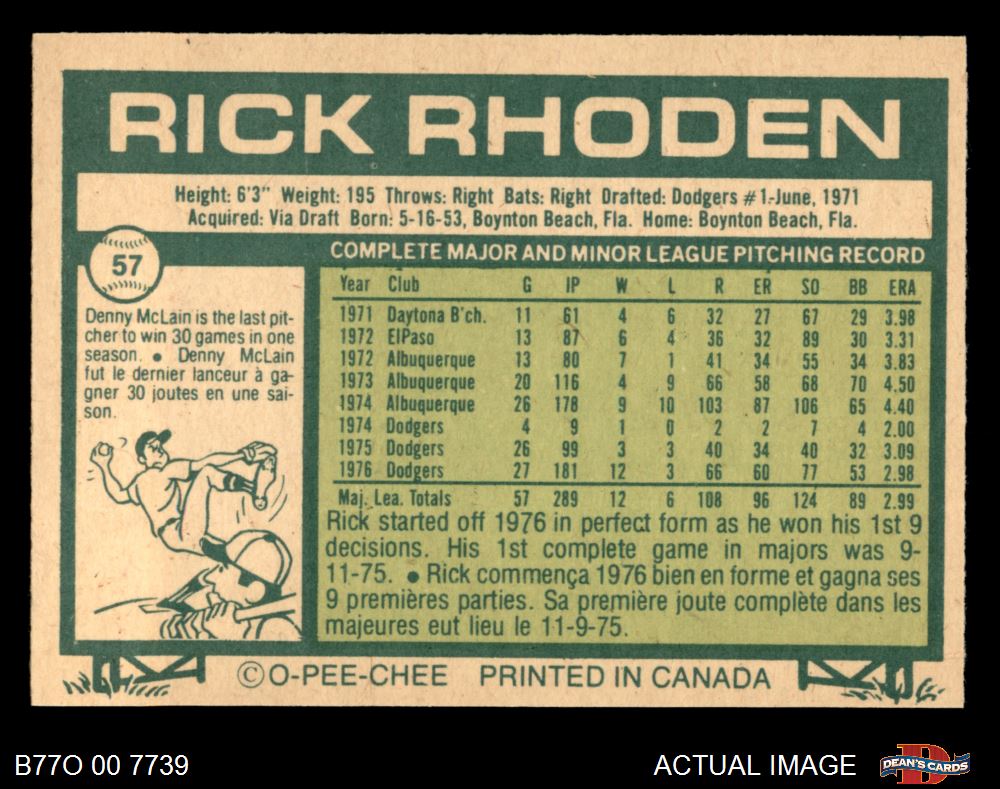 RICK RHODEN
Height: 6'3" Weight: 195 Throws: Right Bats: Right Drafted: Dodgers #1-June, 1971
Acquired: Via Draft Born: 5-16-53, Boynton Beach, Fla. Home: Boynton Beach, Fla.
57
Denny McLain is the last pit-
cher to win 30 games in one
season. ● Denny McLain
fut le dernier lanceur à ga-
gner 30 joutes en une sai-
son.
COMPLETE MAJOR AND MINOR LEAGUE PITCHING RECORD
Year Club G IP W L R ER SO BB ERA
1971 Daytona B'ch. 11 61 4 6 32 27 67 29 3.98
1972 ElPaso 13 87 6 4 36 32 89 30 3.31
1972 Albuquerque 13 80 7 1 41 34 55 34 3.83
1973 Albuquerque 20 116 4 9 66 58 68 70 4.50
1974 Albuquerque 26 178 9 10 103 87 106 65 4.40
1974 Dodgers 4 9 1 0 2 2 7 4 2.00
1975 Dodgers 26 99 3 3 40 34 40 32 3.09
1976 Dodgers 27 181 12 3 66 60 77 53 2.98
Maj. Lea. Totals 57 289 12 6 108 96 124 89 2.99
Rick started off 1976 in perfect form as he won his 1st 9
decisions. His 1st complete game in majors was 9-
11-75. ● Rick commença 1976 bien en forme et gagna ses
9 premières parties. Sa première joute complète dans les
majeures eut lieu le 11-9-75.
©O-PEE-CHEE PRINTED IN CANADA
B77O 00 7739
ACTUAL IMAGE
D
DEAN'S CARDS